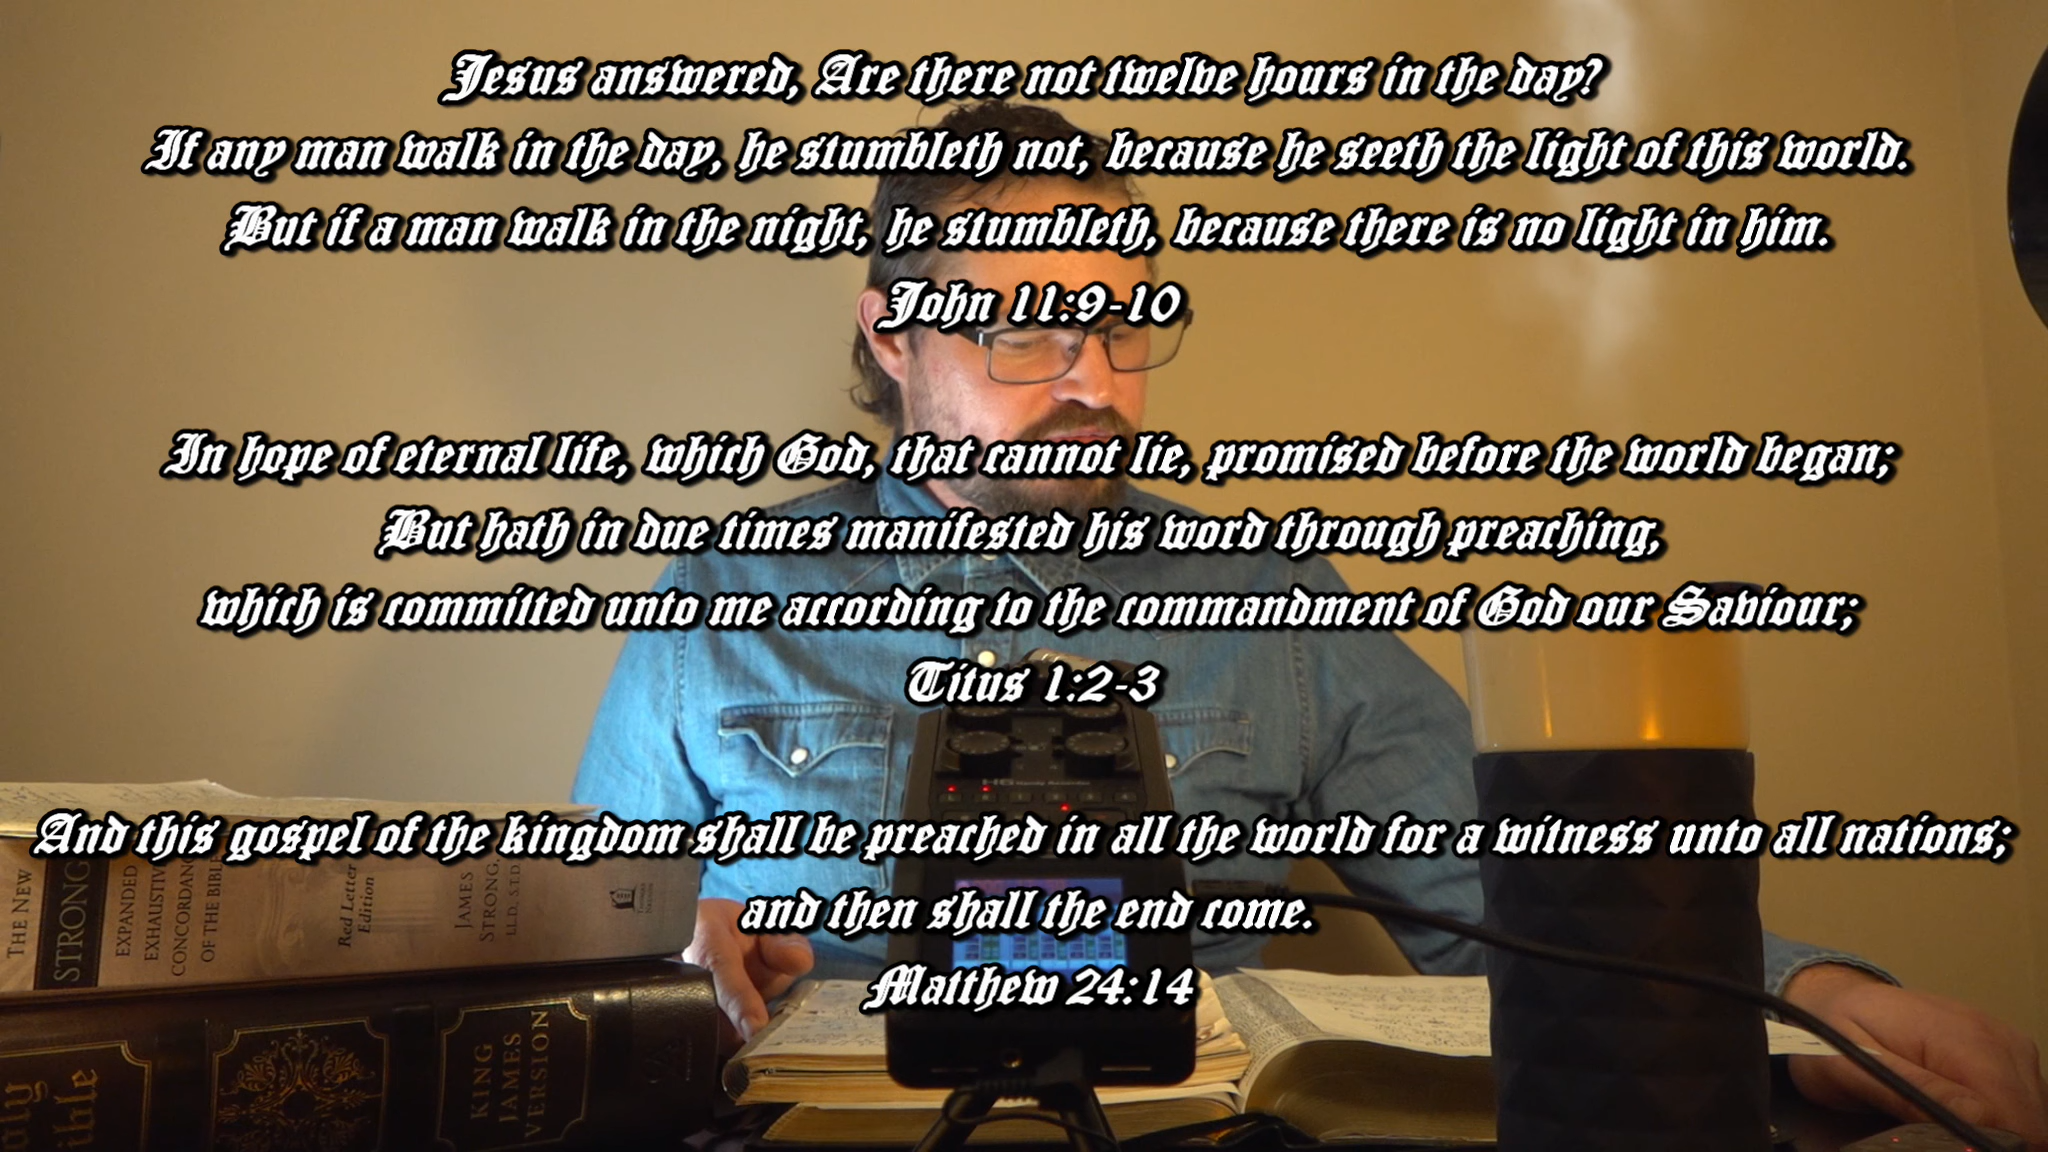 Jesus answered, Are there not twelve hours in the day?
If any man walk in the day, he stumbleth not, because he seeth the light of this world.
But if a man walk in the night, he stumbleth, because there is no light in him.
John 11:9-10
In hope of eternal life, which God, that cannot lie, promised before the world began;
But hath in due times manifested his word through preaching,
which is committed unto me according to the commandment of God our Saviour;
Titus 1:2-3
And this gospel of the kingdom shall be preached in all the world for a witness unto all nations;
and then shall the end come.
Matthew 24:14
H6
THE NEW
STRONG
EXPANDED
EXHAUSTIV
CONCORDANC
OF THE BIBLE
Red Letter
Edition
JAMES
STRONG,
LL.D., S.T.D.
KING
JAMES
VERSION